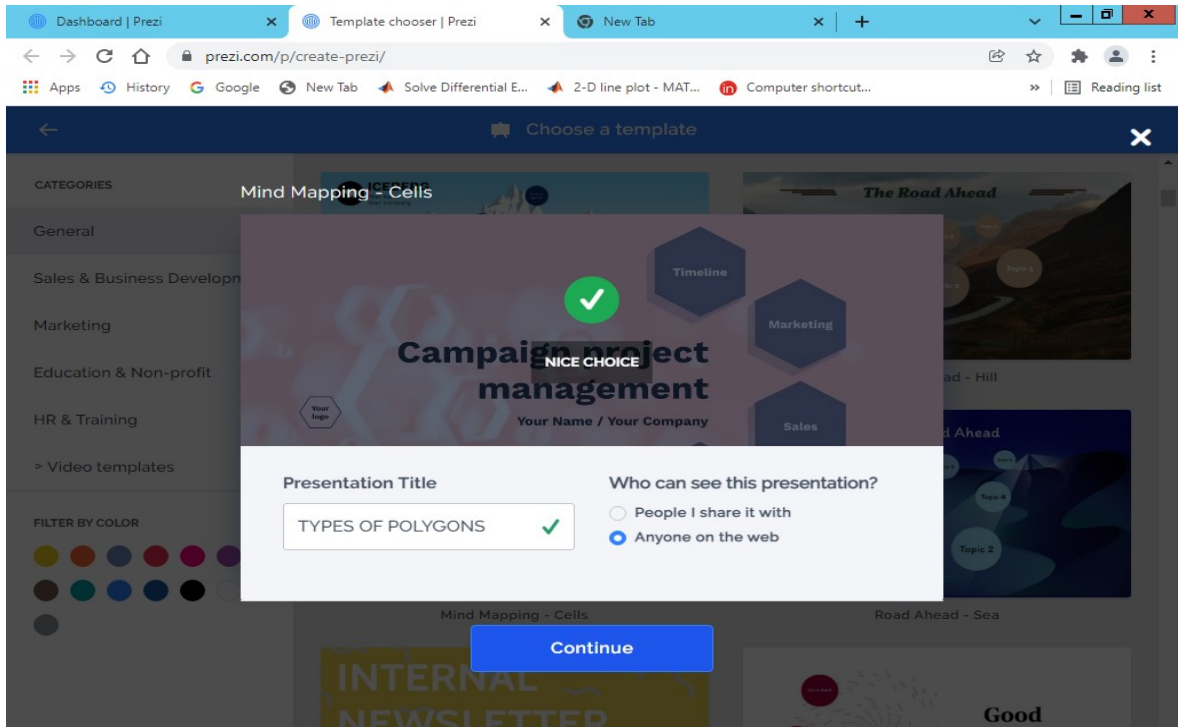 Dashboard | Prezi
Template chooser | Prezi
New Tab
prezi.com/p/create-prezi/
Apps
History
Google
New Tab
Solve Differential E...
2-D line plot - MAT...
Computer shortcut...
»
Reading list
Choose a template
CATEGORIES
General
Sales & Business Developm
Marketing
Education & Non-profit
HR & Training
> Video templates
FILTER BY COLOR
Mind Mapping - Cells
ICEBERG
The Road Ahead
Timeline
Marketing
Campaign project
NICE CHOICE
management
Your logo
Your Name / Your Company
Sales
ad - Hill
d Ahead
Topic 2
Presentation Title
TYPES OF POLYGONS
Who can see this presentation?
People I share it with
Anyone on the web
Mind Mapping - Cells
Road Ahead - Sea
Continue
INTERNAL
NEWSLETTER
Good